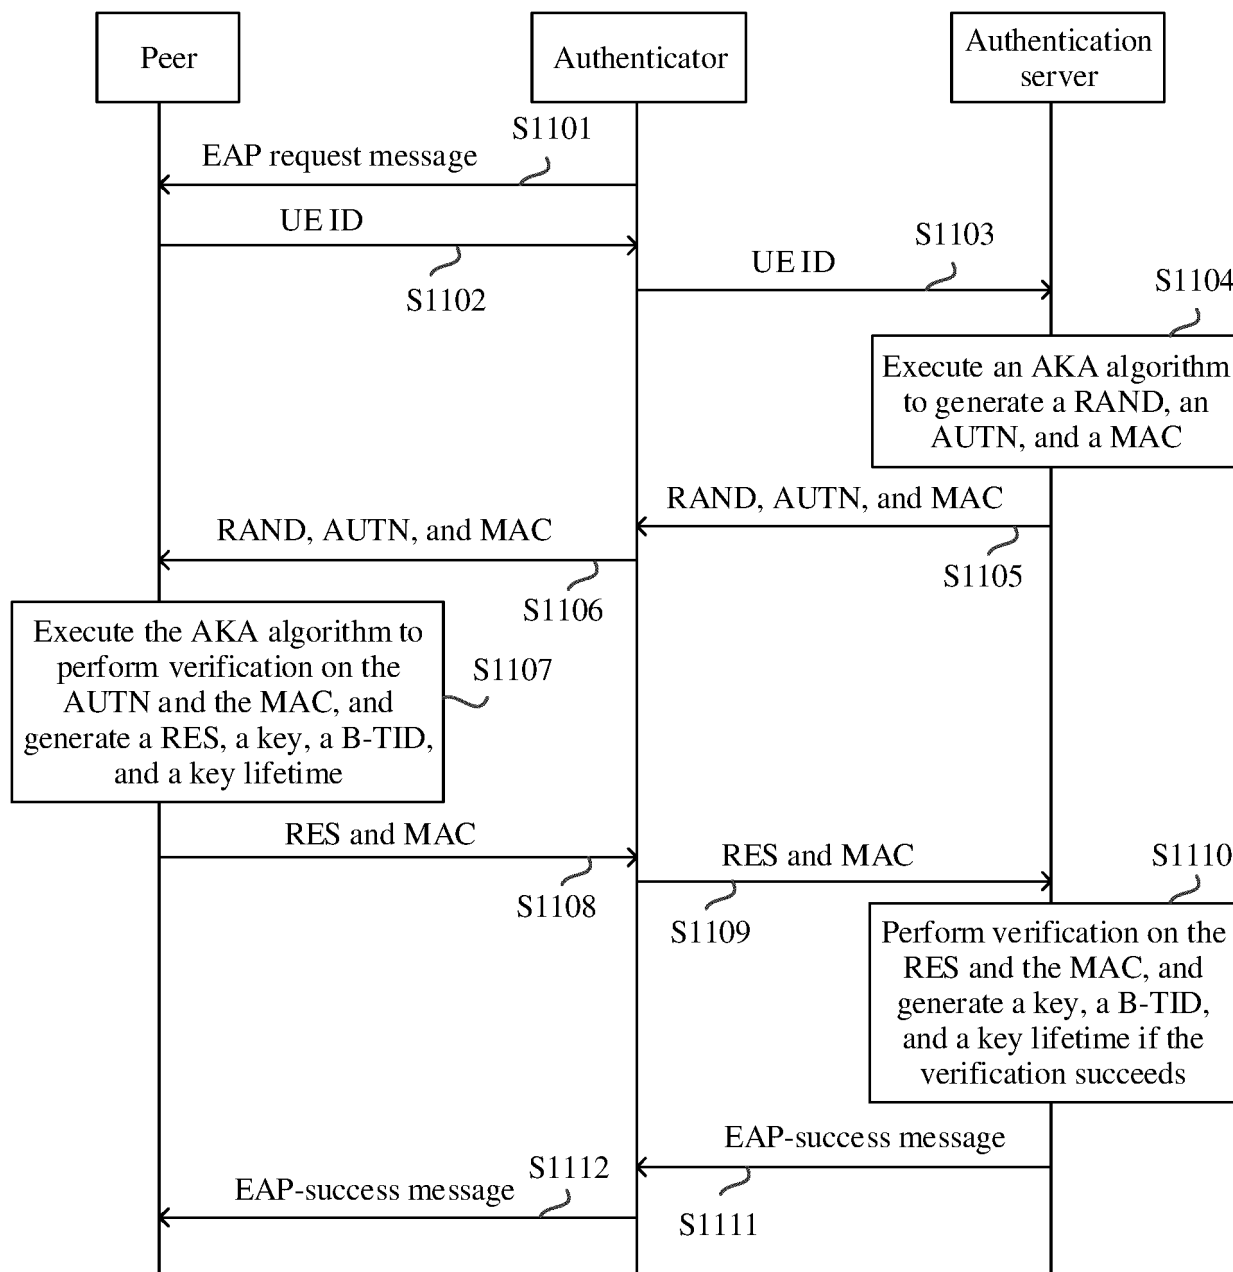 Peer
Authenticator
Authentication
server
S1101
EAP request message
UE ID
S1102
S1103
UE ID
S1104
Execute an AKA algorithm
to generate a RAND, an
AUTN, and a MAC
RAND, AUTN, and MAC
S1105
RAND, AUTN, and MAC
S1106
Execute the AKA algorithm to
perform verification on the
AUTN and the MAC, and
generate a RES, a key, a B-TID,
and a key lifetime
S1107
RES and MAC
S1108
RES and MAC
S1109
S1110
Perform verification on the
RES and the MAC, and
generate a key, a B-TID,
and a key lifetime if the
verification succeeds
EAP-success message
S1111
S1112
EAP-success message